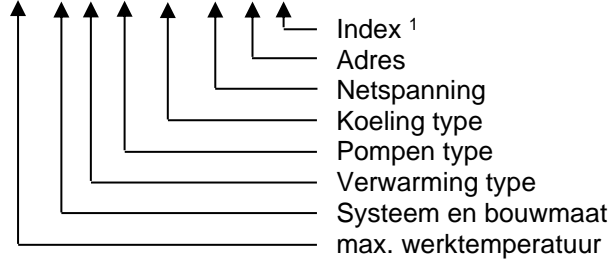 Index ¹
Adres
Netspanning
Koeling type
Pompen type
Verwarming type
Systeem en bouwmaat
max. werktemperatuur